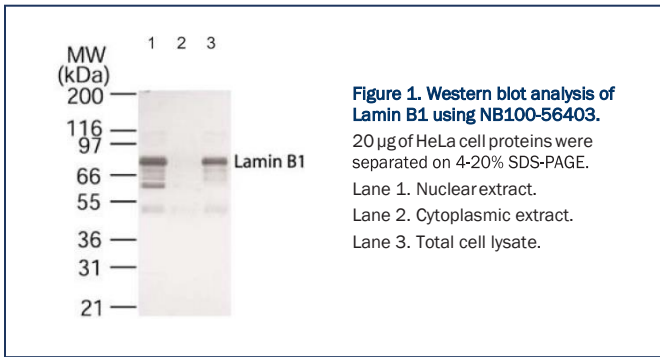 1 2 3
MW
(kDa)
200
116
97
66
55
36
31
21
Lamin B1
Figure 1. Western blot analysis of
Lamin B1 using NB100-56403.
20 µg of HeLa cell proteins were
separated on 4-20% SDS-PAGE.
Lane 1. Nuclear extract.
Lane 2. Cytoplasmic extract.
Lane 3. Total cell lysate.